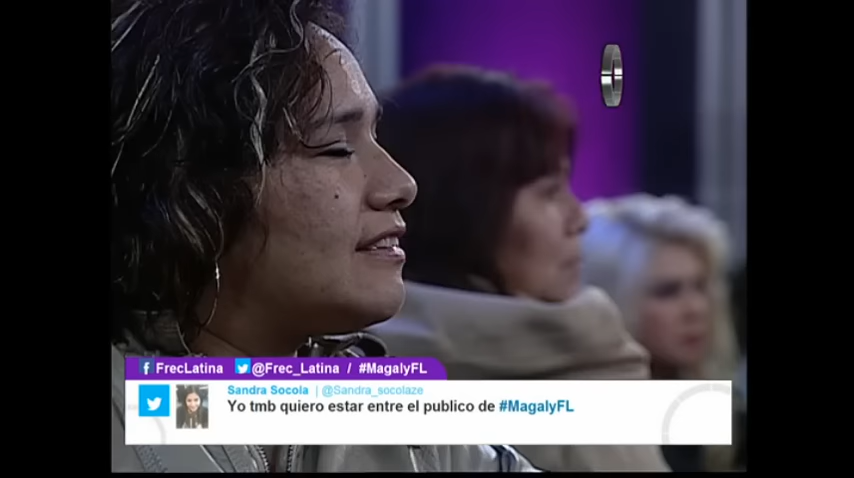 FrecLatina @Frec_Latina / #MagalyFL
Sandra Socola | @Sandra_socolaze
Yo tmb quiero estar entre el publico de #MagalyFL